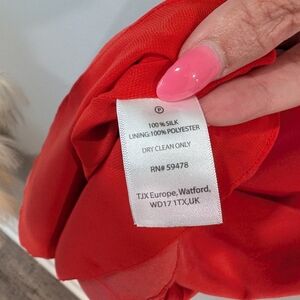 P
100% SILK
LINING:100% POLYESTER
DRY CLEAN ONLY
RN# 59478
TJX Europe, Watford,
WD17 1TX,UK